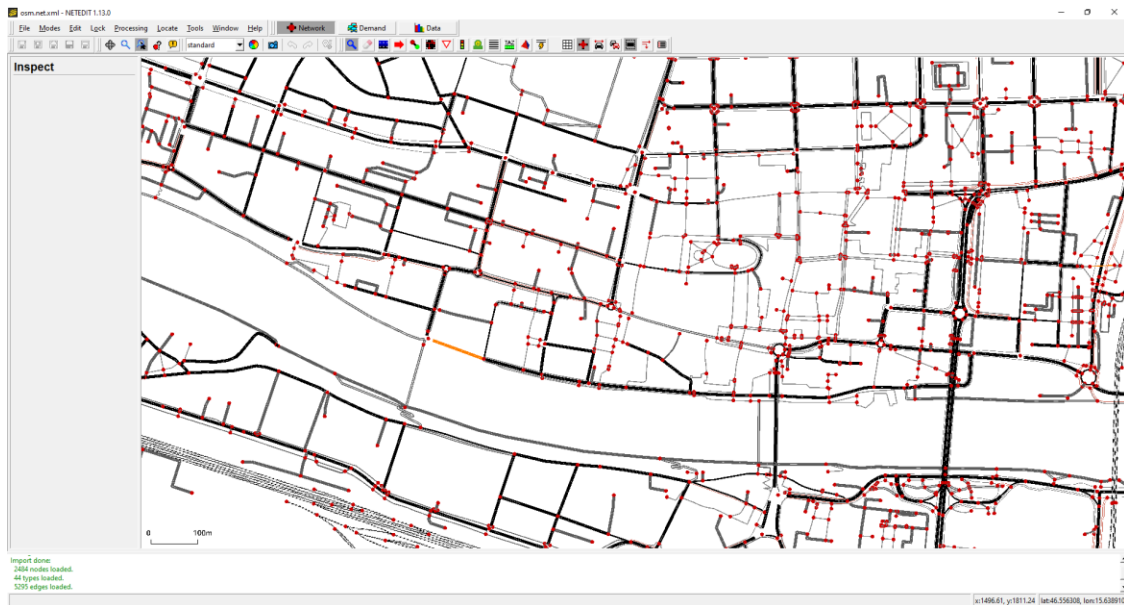 osm.net.xml - NETEDIT 1.13.0
File Modes Edit Lock Processing Locate Tools Window Help Network Demand Data
standard TAZ
Inspect
0 100m
Import done:
2484 nodes loaded.
44 types loaded.
5295 edges loaded.
x:1496.61, y:1811.24 lat:46.556308, lon:15.638910